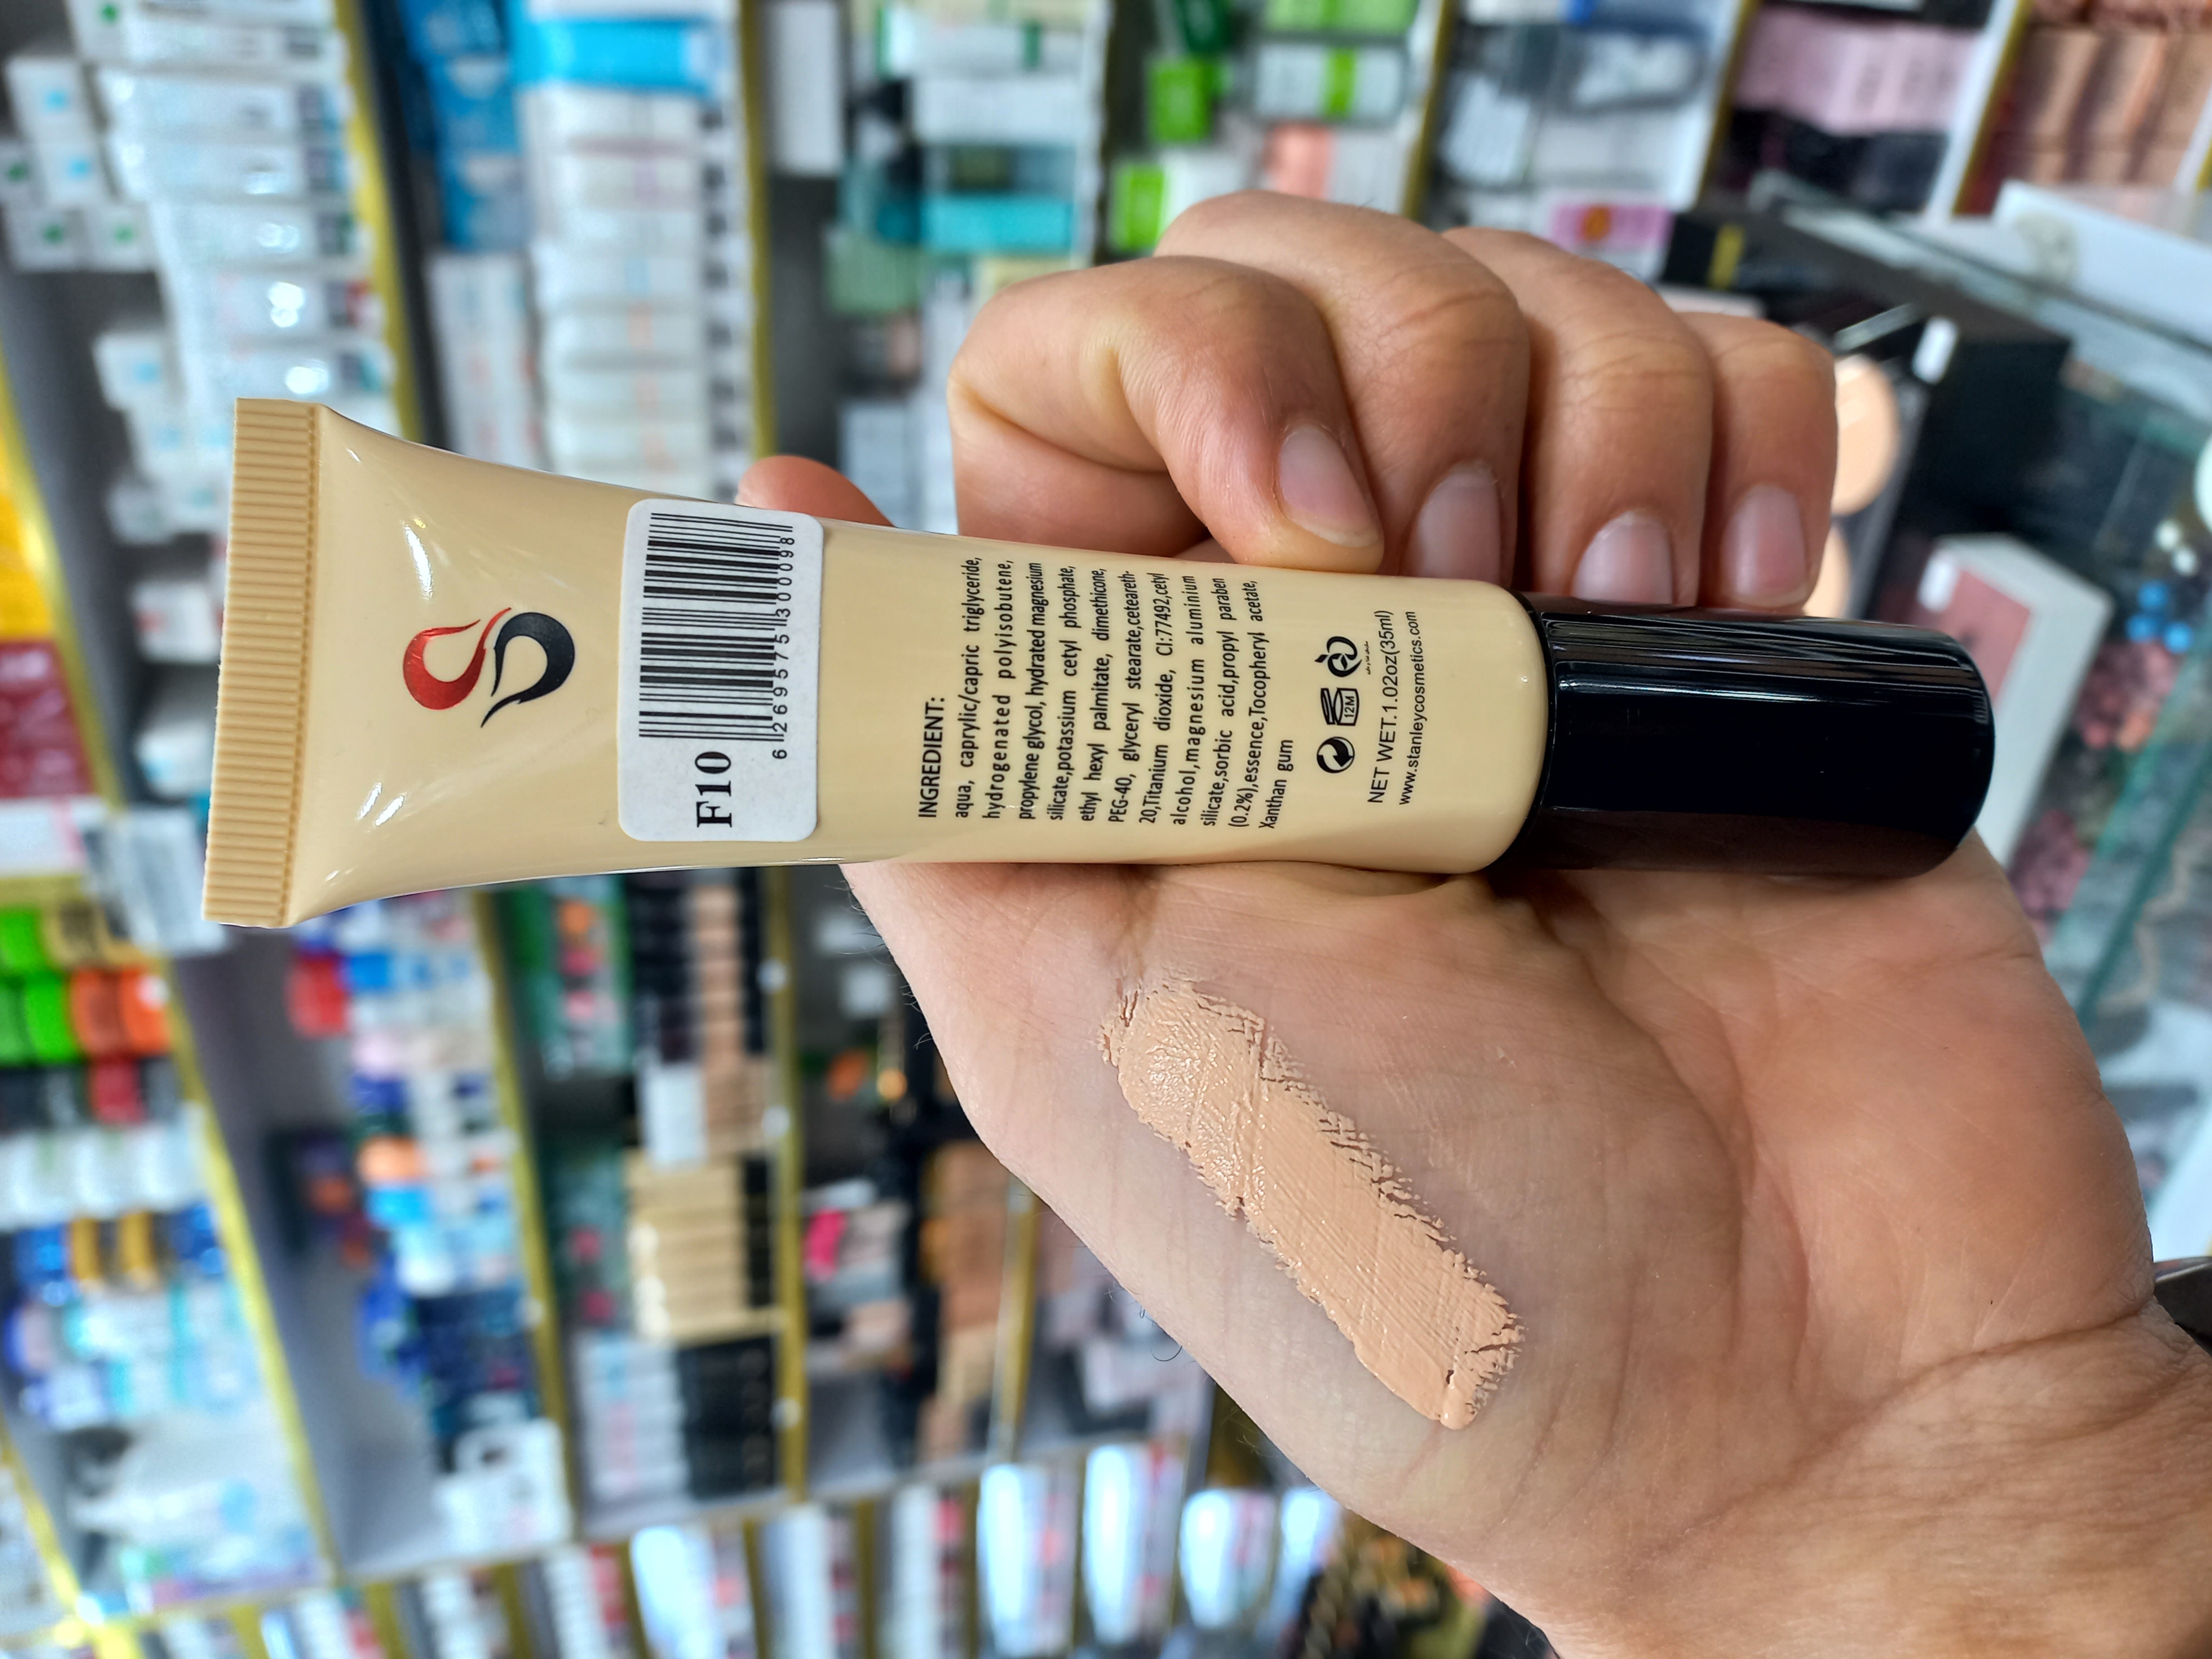 F10
6 269575 300098
INGREDIENT:
aqua, caprylic/capric triglyceride,
hydrogenated polyisobutene,
propylene glycol, hydrated magnesium
silicate,potassium cetyl phosphate,
ethyl hexyl palmitate, dimethicone,
PEG-40, glyceryl stearate,ceteareth-
20,Titanium dioxide, CI:77492,cetyl
alcohol,magnesium aluminium
silicate,sorbic acid,propyl paraben
(0.2%),essence,Tocopheryl acetate,
Xanthan gum
12M
NET WET.1.02oz(35ml)
www.stanleycosmetics.com